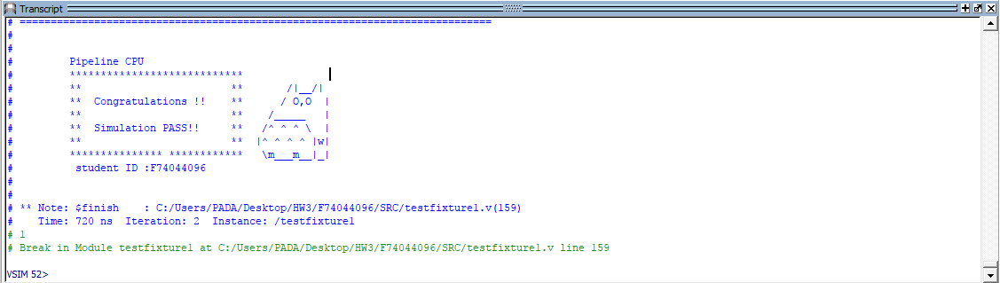 Transcript
# ============================================================================
#
#
#         Pipeline CPU
#         ****************************
#         **                        **       /|__/|
#         **  Congratulations !!    **      / O,O  |
#         **                        **    /_____   |
#         **  Simulation PASS!!     **   /^ ^ ^ \  |
#         **                        **  |^ ^ ^ ^ |w|
#         *************** ************   \m___m__|_|
#          student ID :F74044096
#
#
# ** Note: $finish    : C:/Users/PADA/Desktop/HW3/F74044096/SRC/testfixture1.v(159)
#    Time: 720 ns  Iteration: 2  Instance: /testfixture1
# 1
# Break in Module testfixture1 at C:/Users/PADA/Desktop/HW3/F74044096/SRC/testfixture1.v line 159
VSIM 52>